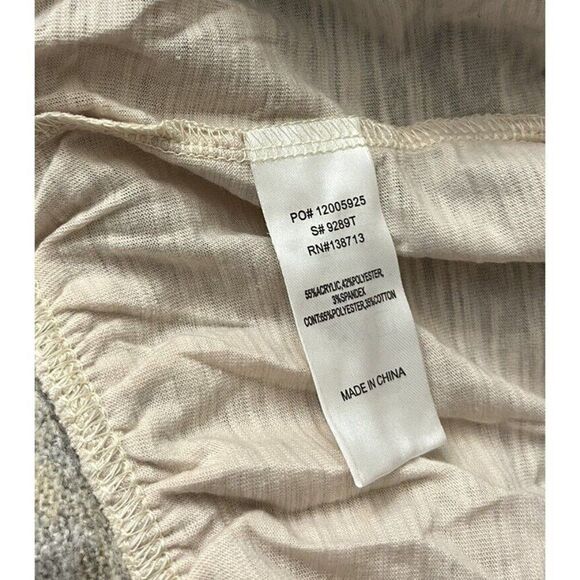 PO# 12005925
S# 9289T
RN#138713
55%ACRYLIC,42%POLYESTER,
3%SPANDEX
CONT:65%POLYESTER,35%COTTON
MADE IN CHINA